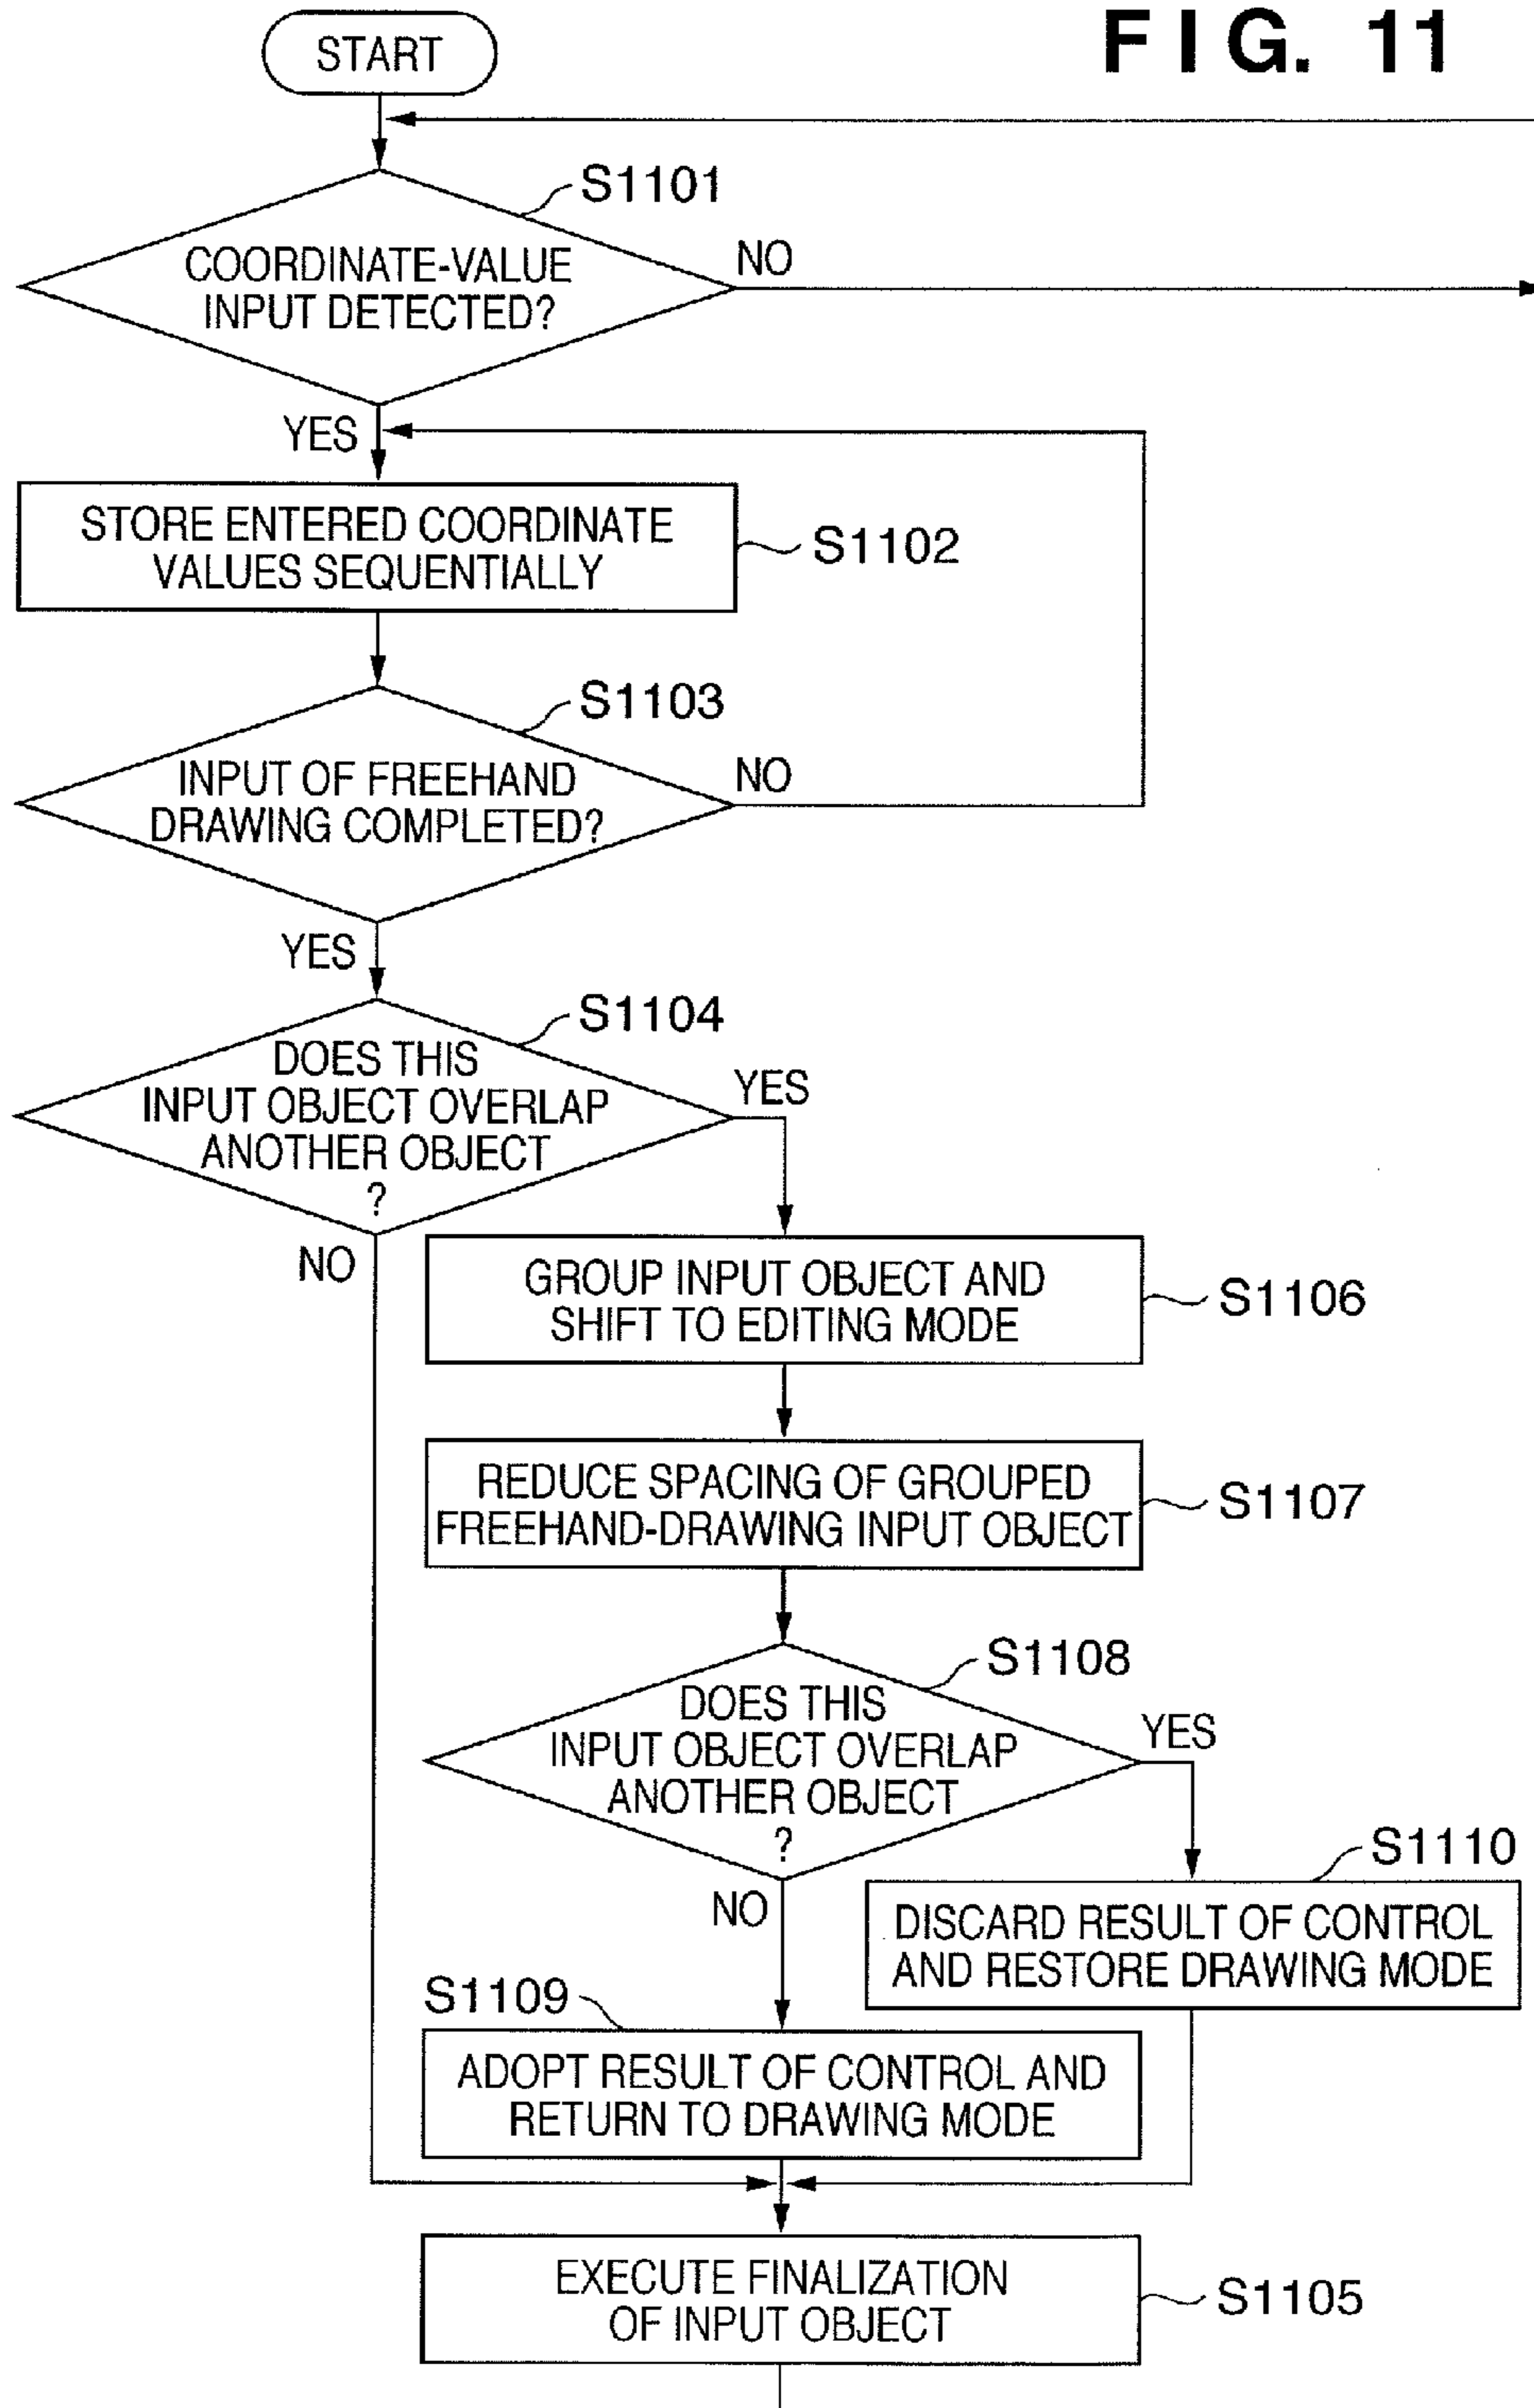 FIG. 11
START
S1101
COORDINATE-VALUE
INPUT DETECTED?
NO
YES
STORE ENTERED COORDINATE
VALUES SEQUENTIALLY
S1102
S1103
INPUT OF FREEHAND
DRAWING COMPLETED?
NO
YES
S1104
DOES THIS
INPUT OBJECT OVERLAP
ANOTHER OBJECT
?
YES
NO
GROUP INPUT OBJECT AND
SHIFT TO EDITING MODE
S1106
REDUCE SPACING OF GROUPED
FREEHAND-DRAWING INPUT OBJECT
S1107
S1108
DOES THIS
INPUT OBJECT OVERLAP
ANOTHER OBJECT
?
YES
NO
S1110
DISCARD RESULT OF CONTROL
AND RESTORE DRAWING MODE
S1109
ADOPT RESULT OF CONTROL AND
RETURN TO DRAWING MODE
EXECUTE FINALIZATION
OF INPUT OBJECT
S1105